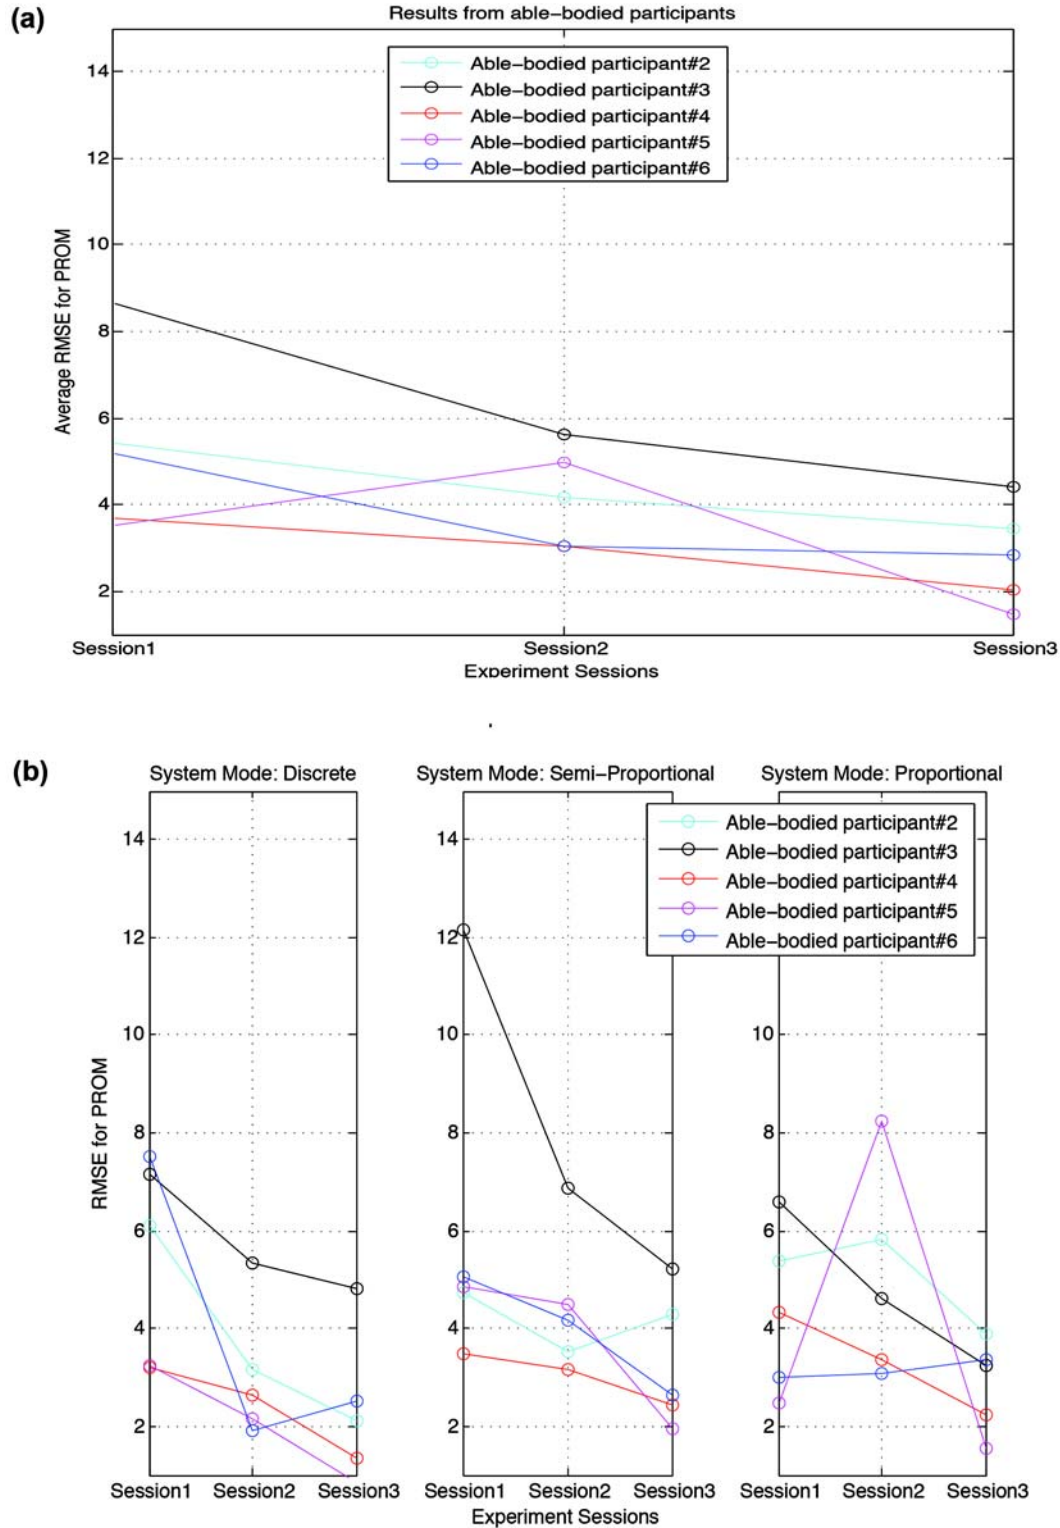 (a)
Results from able-bodied participants
Able-bodied participant#2
Able-bodied participant#3
Able-bodied participant#4
Able-bodied participant#5
Able-bodied participant#6
14
12
10
8
6
4
2
Average RMSE for PROM
Session1 Session2 Session3
Experiment Sessions
(b)
System Mode: Discrete System Mode: Semi-Proportional System Mode: Proportional
Able-bodied participant#2
Able-bodied participant#3
Able-bodied participant#4
Able-bodied participant#5
Able-bodied participant#6
14 14
12 12
10 10 10
8 8 8
6 6 6
4 4 4
2 2 2
RMSE for PROM
Session1 Session2 Session3 Session1 Session2 Session3 Session1 Session2 Session3
Experiment Sessions